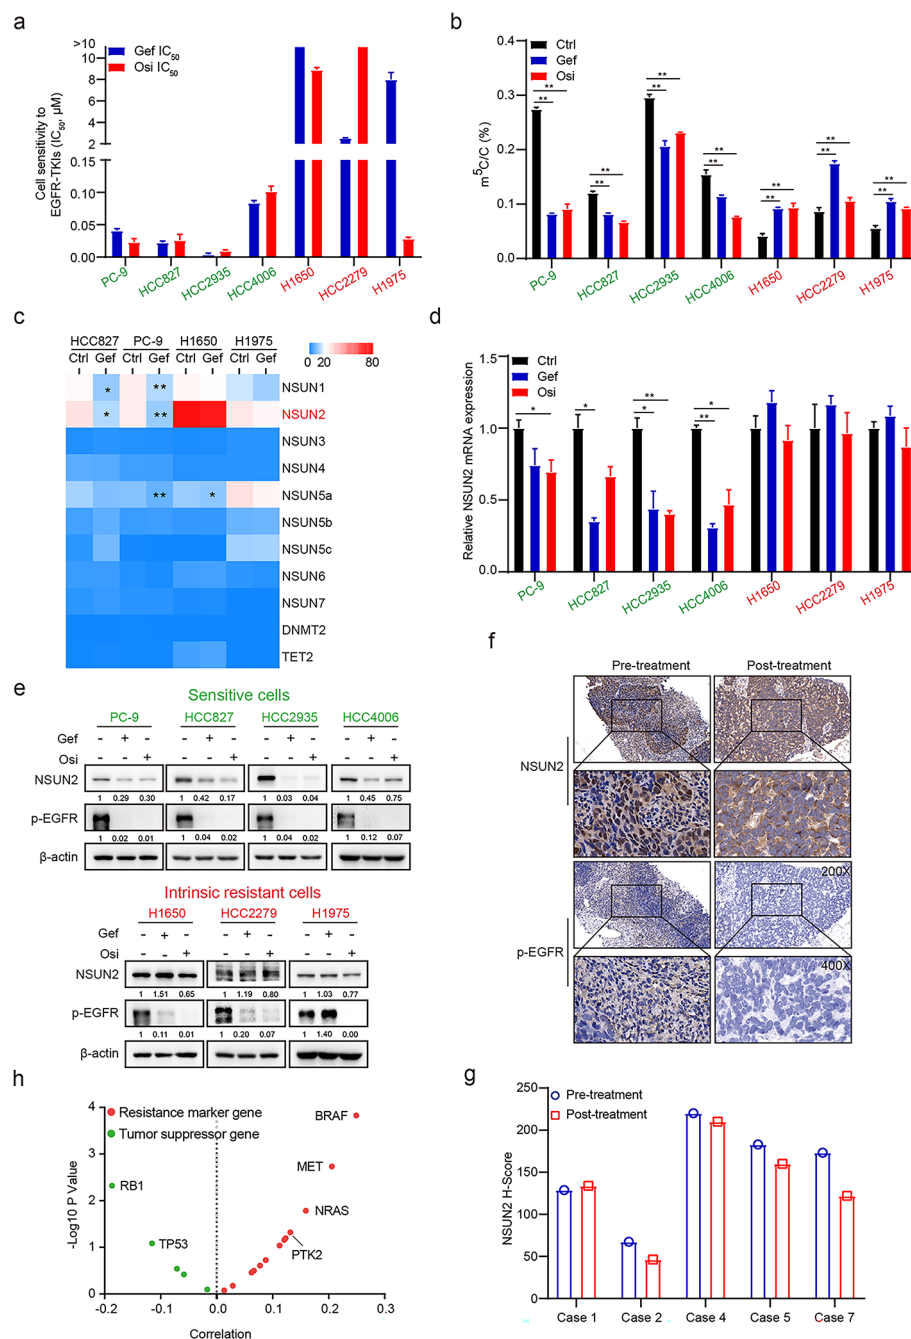 a
>10
8
6
4
2
0.15
0.10
0.05
0.00
Cell sensitivity to
EGFR-TKIs (IC50, μM)
Gef IC50
Osi IC50
PC-9
HCC827
HCC2935
HCC4006
H1650
HCC2279
H1975
b
0.4
0.3
0.2
0.1
0.0
m5C/C (%)
Ctrl
Gef
Osi
** ** ** ** ** ** ** ** ** ** ** ** ** **
PC-9
HCC827
HCC2935
HCC4006
H1650
HCC2279
H1975
c
HCC827 PC-9 H1650 H1975
Ctrl Gef Ctrl Gef Ctrl Gef Ctrl Gef
0 20 80
* ** NSUN1
* ** NSUN2
NSUN3
NSUN4
** * NSUN5a
NSUN5b
NSUN5c
NSUN6
NSUN7
DNMT2
TET2
d
1.5
1.0
0.5
0.0
Relative NSUN2 mRNA expression
Ctrl
Gef
Osi
* * ** * * **
PC-9
HCC827
HCC2935
HCC4006
H1650
HCC2279
H1975
e
Sensitive cells
PC-9 HCC827 HCC2935 HCC4006
Gef - + - - + - - + - - + -
Osi - - + - - + - - + - - +
NSUN2
1 0.29 0.30 1 0.42 0.17 1 0.03 0.04 1 0.45 0.75
p-EGFR
1 0.02 0.01 1 0.04 0.02 1 0.04 0.02 1 0.12 0.07
β-actin
Intrinsic resistant cells
H1650 HCC2279 H1975
Gef - + - - + - - + -
Osi - - + - - + - - +
NSUN2
1 1.51 0.65 1 1.19 0.80 1 1.03 0.77
p-EGFR
1 0.11 0.01 1 0.20 0.07 1 1.40 0.00
β-actin
f
Pre-treatment Post-treatment
NSUN2
p-EGFR
200X
400X
h
4
3
2
1
0
-Log10 P Value
Resistance marker gene
Tumor suppressor gene
BRAF
MET
RB1
NRAS
TP53
PTK2
-0.2 -0.1 0.0 0.1 0.2 0.3
Correlation
g
250
200
150
100
50
0
NSUN2 H-Score
Pre-treatment
Post-treatment
Case 1 Case 2 Case 4 Case 5 Case 7